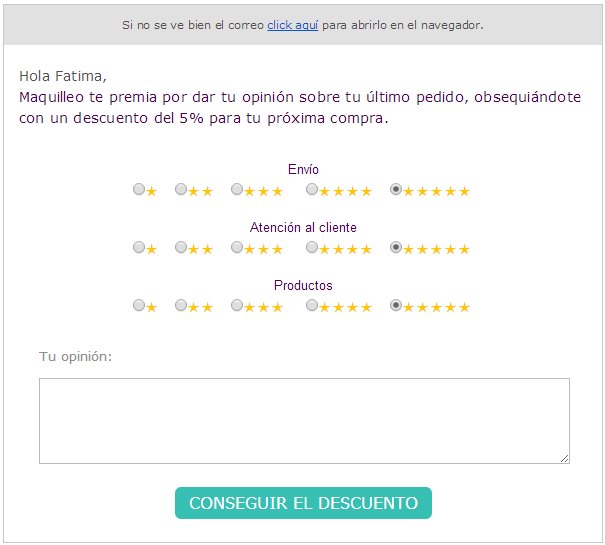 Si no se ve bien el correo click aquí para abrirlo en el navegador.
Hola Fatima,
Maquilleo te premia por dar tu opinión sobre tu último pedido, obsequiándote
con un descuento del 5% para tu próxima compra.
Envío
Atención al cliente
Productos
Tu opinión:
CONSEGUIR EL DESCUENTO